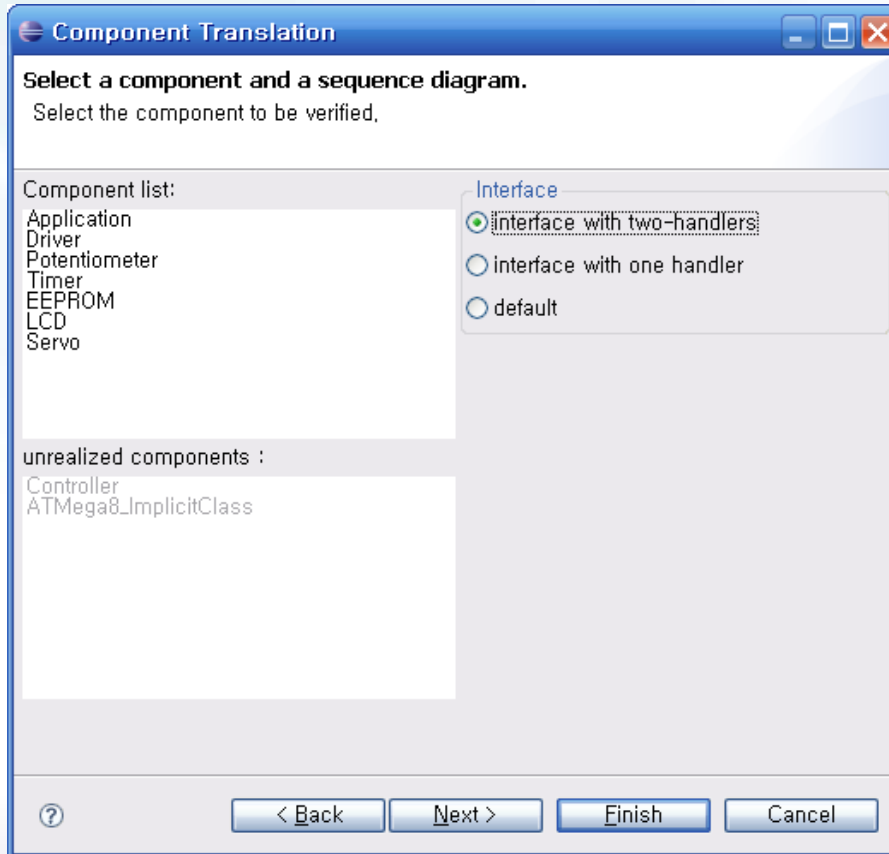 Component Translation
Select a component and a sequence diagram.
Select the component to be verified,
Component list:
Application
Driver
Potentiometer
Timer
EEPROM
LCD
Servo
unrealized components :
Controller
ATMega8_ImplicitClass
Interface
interface with two-handlers
interface with one handler
default
?
< Back
Next >
Finish
Cancel